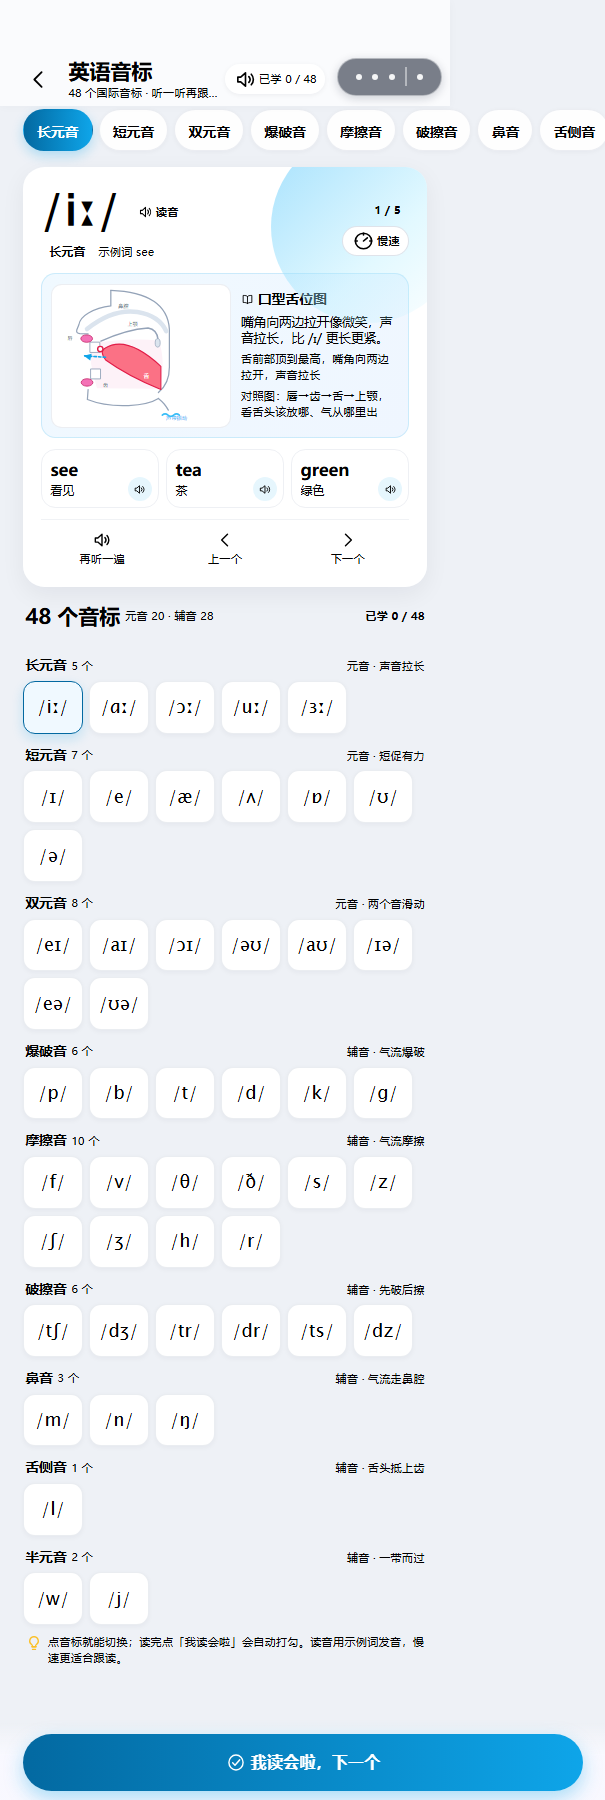 英语音标
48 个国际音标 · 听一听再跟...
已学 0 / 48
长元音 短元音 双元音 爆破音 摩擦音 破擦音 鼻音 舌侧音
/iː/ 读音
1 / 5
长元音 示例词 see
慢速
鼻腔
上颚
唇
舌
齿
口型舌位图
嘴角向两边拉开像微笑，声
音拉长，比 /ɪ/ 更长更紧。
舌前部顶到最高，嘴角向两边
拉开，声音拉长
对照图：唇→齿→舌→上颚，
看舌头该放哪、气从哪里出
see tea green
看见 茶 绿色
再听一遍 上一个 下一个
48 个音标 元音 20 · 辅音 28 已学 0 / 48
长元音 5 个 元音 · 声音拉长
/iː/ /ɑː/ /ɔː/ /uː/ /ɜː/
短元音 7 个 元音 · 短促有力
/ɪ/ /e/ /æ/ /ʌ/ /ɒ/ /ʊ/
/ə/
双元音 8 个 元音 · 两个音滑动
/eɪ/ /aɪ/ /ɔɪ/ /əʊ/ /aʊ/ /ɪə/
/eə/ /ʊə/
爆破音 6 个 辅音 · 气流爆破
/p/ /b/ /t/ /d/ /k/ /g/
摩擦音 10 个 辅音 · 气流摩擦
/f/ /v/ /θ/ /ð/ /s/ /z/
/ʃ/ /ʒ/ /h/ /r/
破擦音 6 个 辅音 · 先破后擦
/tʃ/ /dʒ/ /tr/ /dr/ /ts/ /dz/
鼻音 3 个 辅音 · 气流走鼻腔
/m/ /n/ /ŋ/
舌侧音 1 个 辅音 · 舌头抵上齿
/l/
半元音 2 个 辅音 · 一带而过
/w/ /j/
点音标就能切换；读完点「我读会啦」会自动打勾。读音用示例词发音，慢
速更适合跟读。
我读会啦，下一个